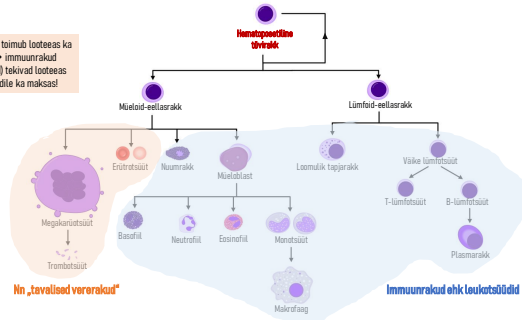 toimub looteeas ka
immuunrakud
) tekivad looteeas
dile ka maksas!
Hematopoeetiline
tüvirakk
Müeloid-eellasrakk
Lümfoid-eellasrakk
Erütrotsüüt
Nuumrakk
Müeloblast
Loomulik tapjarakk
Väike lümfotsüüt
Megakarüotsüüt
Basofiil
Neutrofiil
Eosinofiil
Monotsüüt
T-lümfotsüüt
B-lümfotsüüt
Trombotsüüt
Plasmarakk
Makrofaag
Nn „tavalised vererakud“
Immuunrakud ehk leukotsüüdid